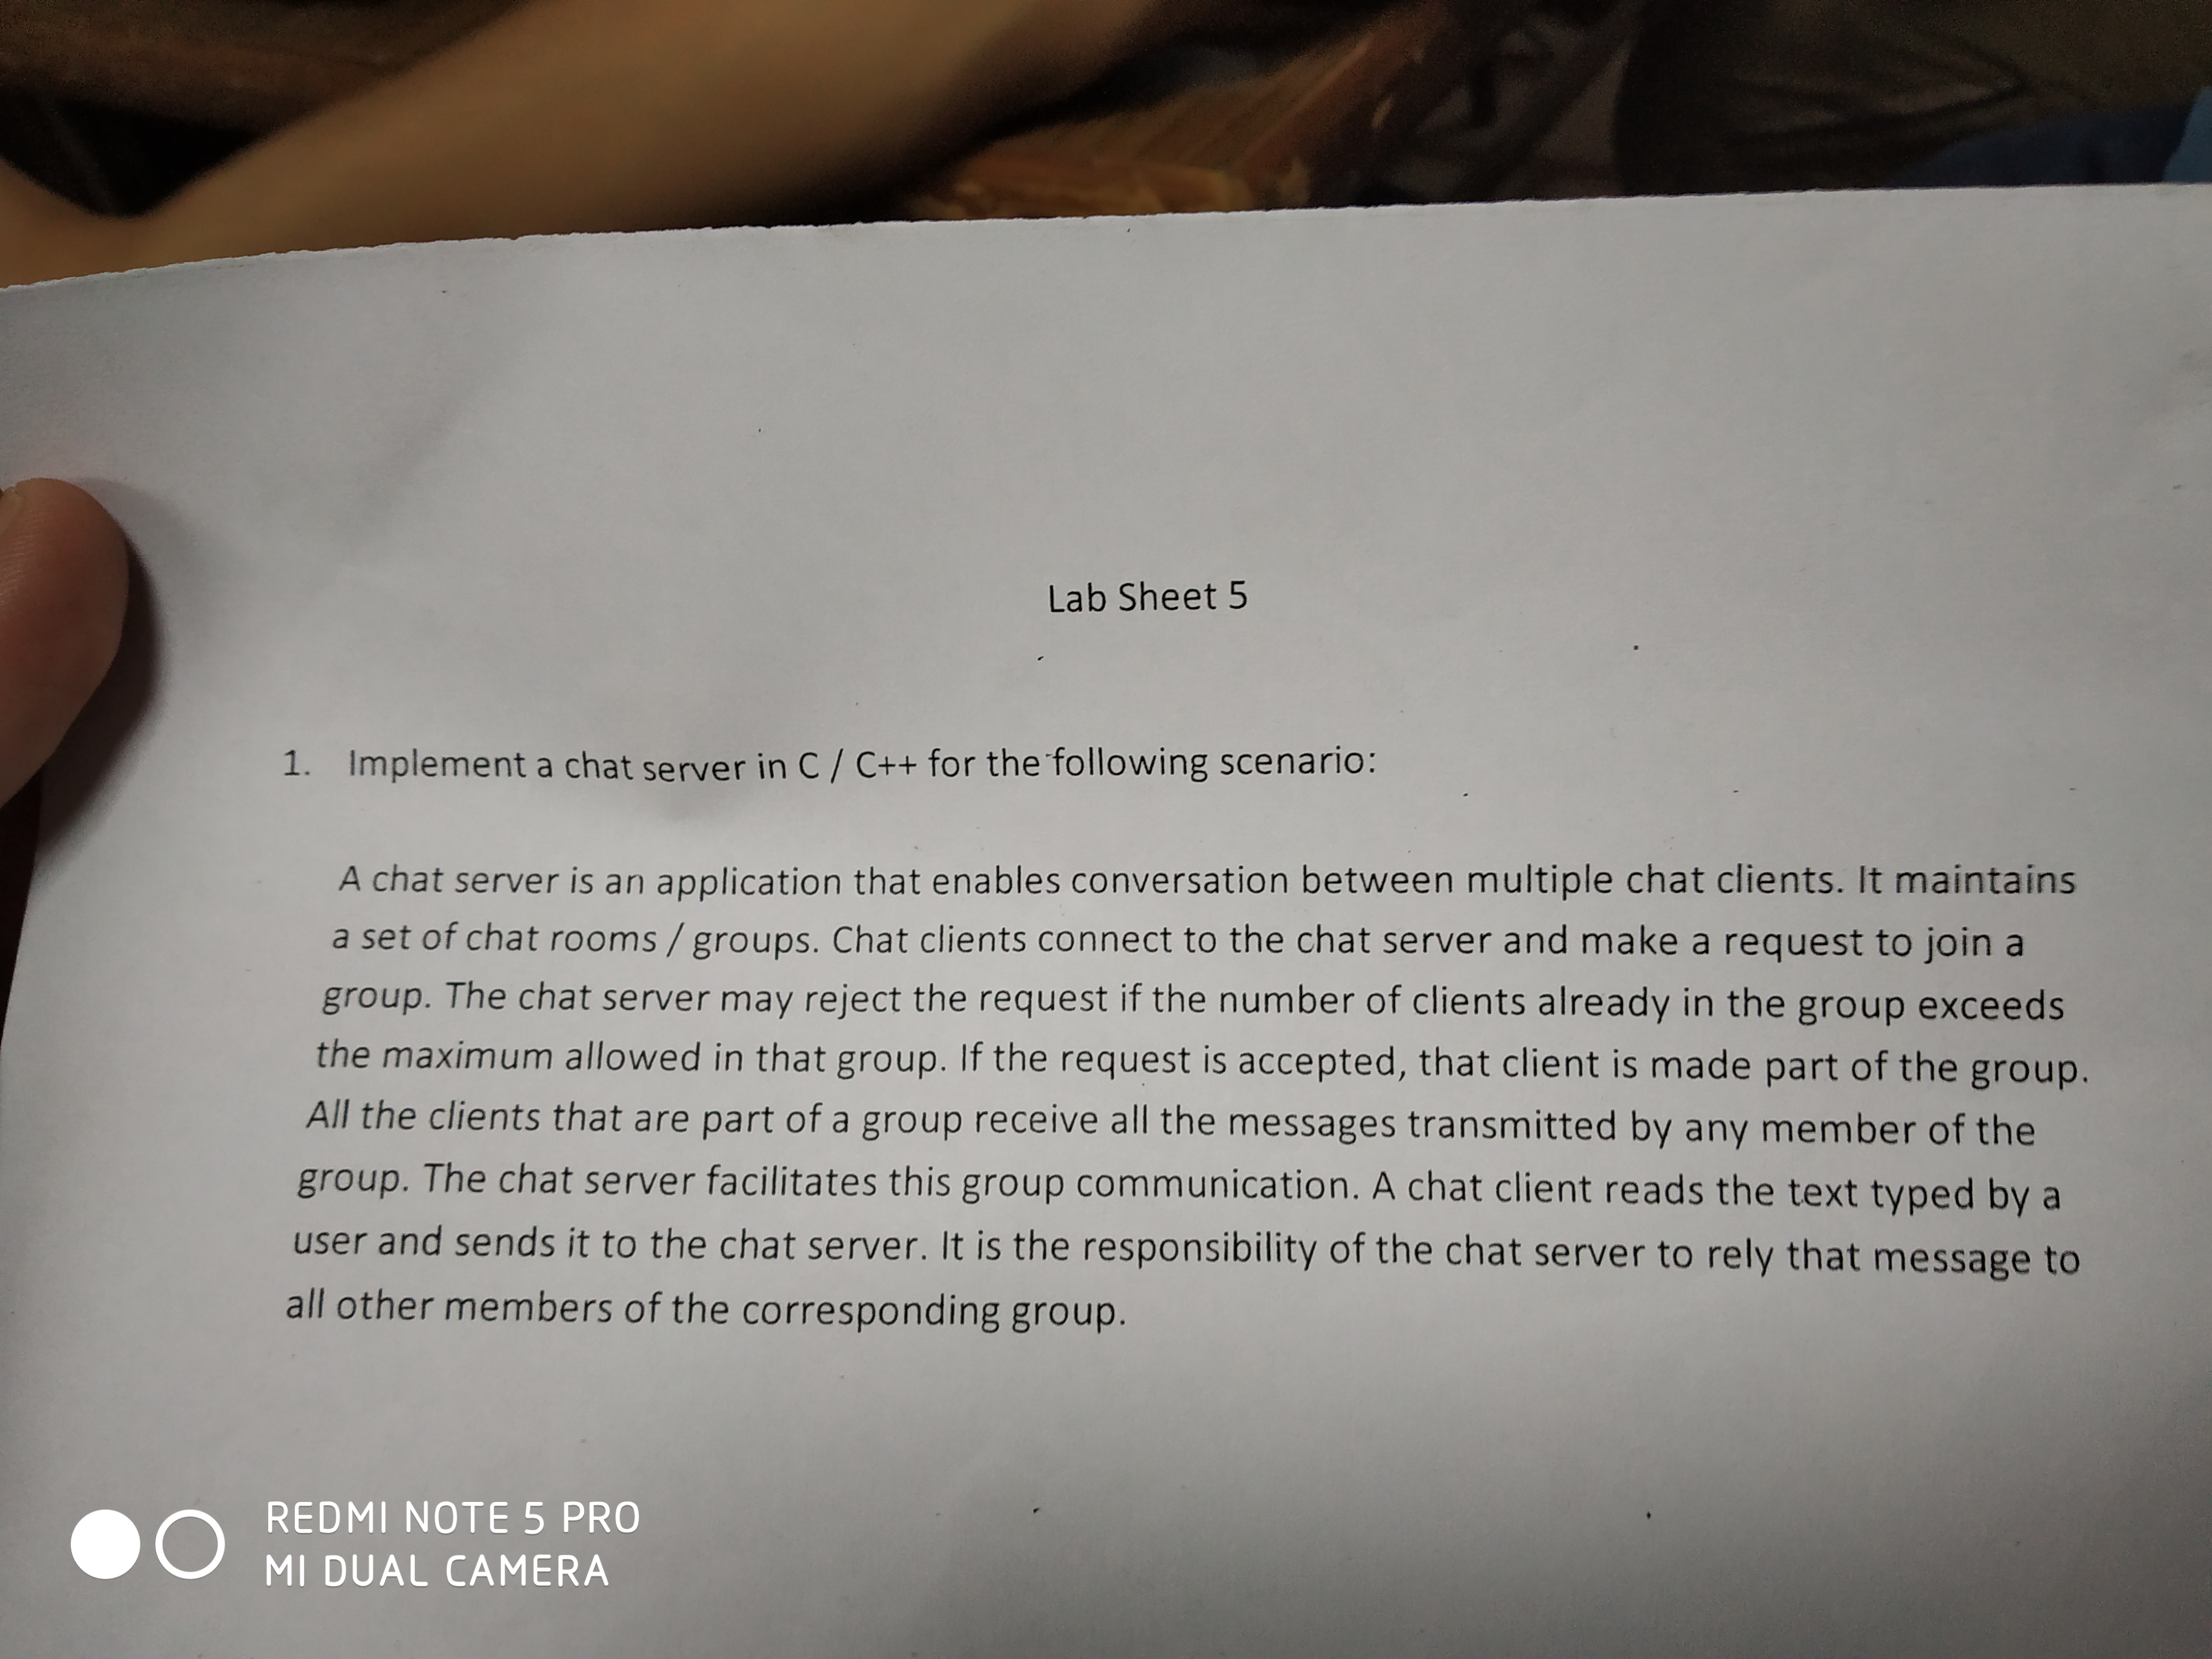 Lab Sheet 5
1. Implement a chat server in C / C++ for the following scenario:
A chat server is an application that enables conversation between multiple chat clients. It maintains
a set of chat rooms / groups. Chat clients connect to the chat server and make a request to join a
group. The chat server may reject the request if the number of clients already in the group exceeds
the maximum allowed in that group. If the request is accepted, that client is made part of the group.
All the clients that are part of a group receive all the messages transmitted by any member of the
group. The chat server facilitates this group communication. A chat client reads the text typed by a
user and sends it to the chat server. It is the responsibility of the chat server to rely that message to
all other members of the corresponding group.
REDMI NOTE 5 PRO
MI DUAL CAMERA